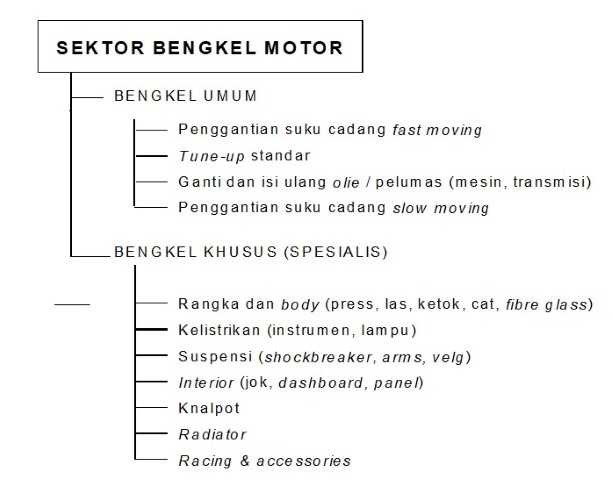 SEKTOR BENGKEL MOTOR
BENGKEL UMUM
Penggantian suku cadang fast moving
Tune-up standar
Ganti dan isi ulang olie / pelumas (mesin, transmisi)
Penggantian suku cadang slow moving
BENGKEL KHUSUS (SPESIALIS)
Rangka dan body (press, las, ketok, cat, fibre glass)
Kelistrikan (instrumen, lampu)
Suspensi (shockbreaker, arms, velg)
Interior (jok, dashboard, panel)
Knalpot
Radiator
Racing & accessories